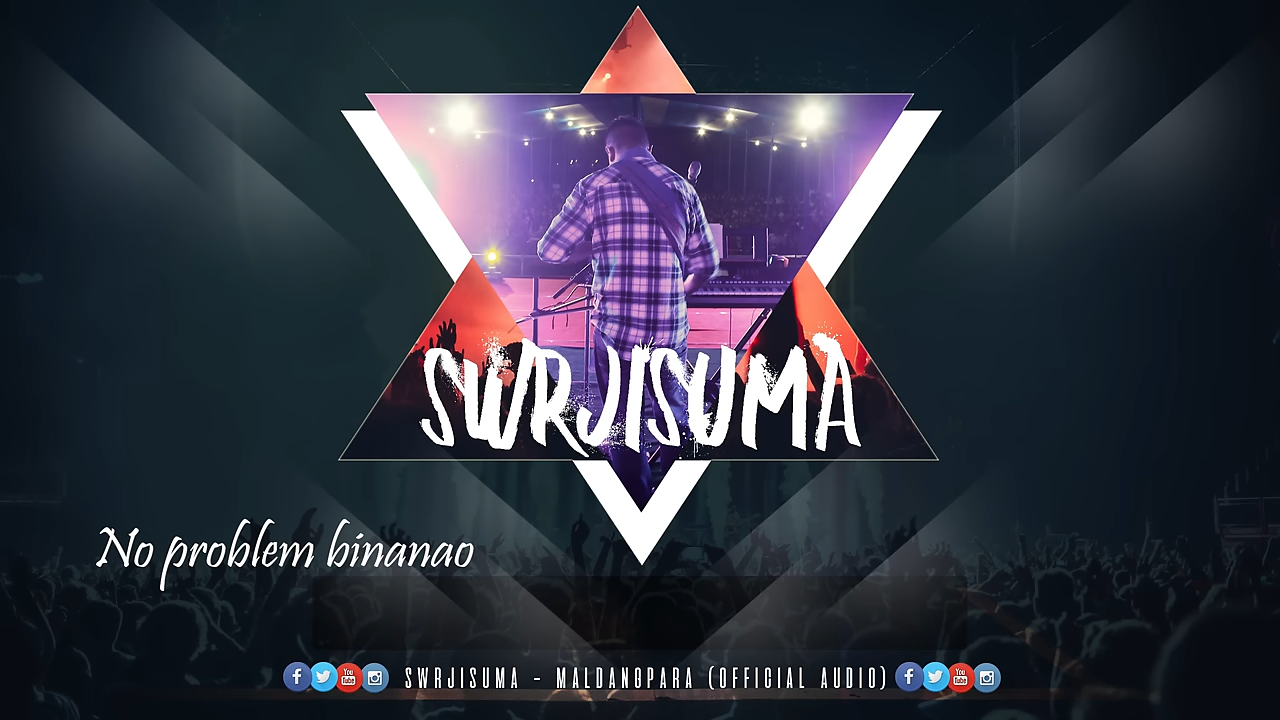 SWRJISUMA
No problem binanao
SWRJISUMA - MALDANGPARA (OFFICIAL AUDIO)